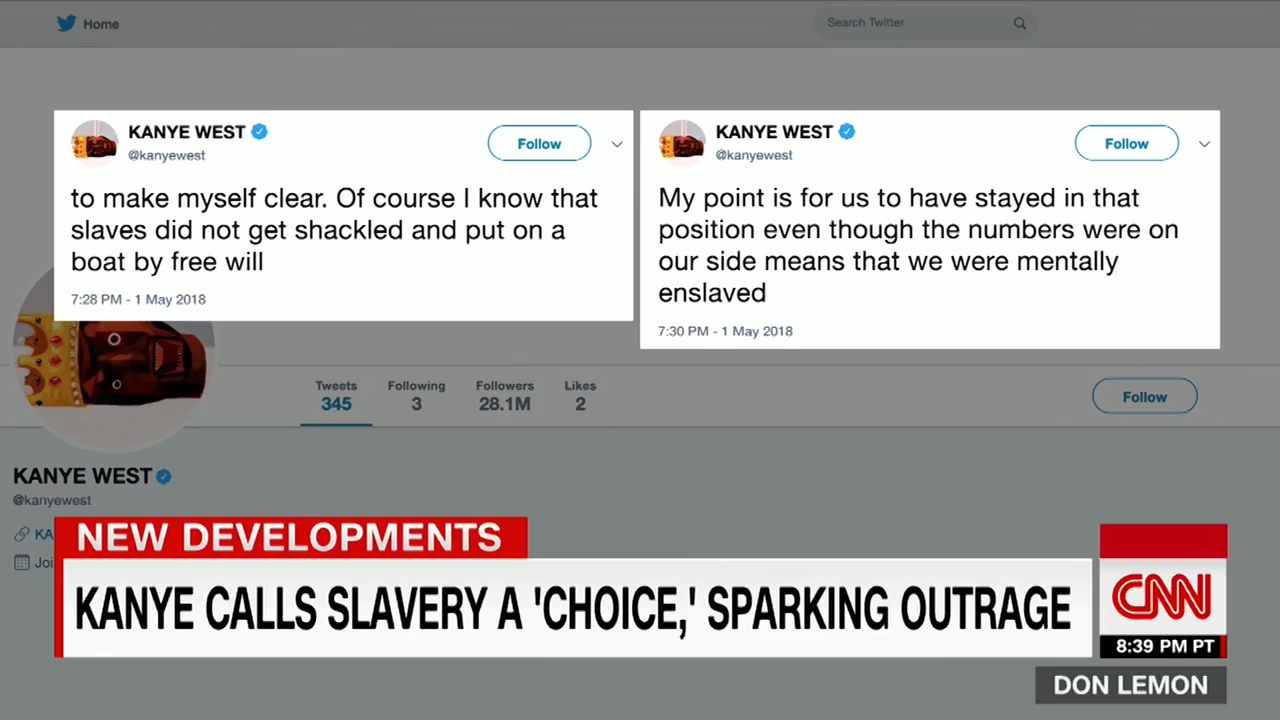 Home
Search Twitter
KANYE WEST
@kanyewest
Follow
to make myself clear. Of course I know that
slaves did not get shackled and put on a
boat by free will
7:28 PM - 1 May 2018
KANYE WEST
@kanyewest
Follow
My point is for us to have stayed in that
position even though the numbers were on
our side means that we were mentally
enslaved
7:30 PM - 1 May 2018
Tweets Following Followers Likes
345 3 28.1M 2
Follow
KANYE WEST
@kanyewest
KA
Joi
NEW DEVELOPMENTS
KANYE CALLS SLAVERY A 'CHOICE,' SPARKING OUTRAGE
CNN
8:39 PM PT
DON LEMON